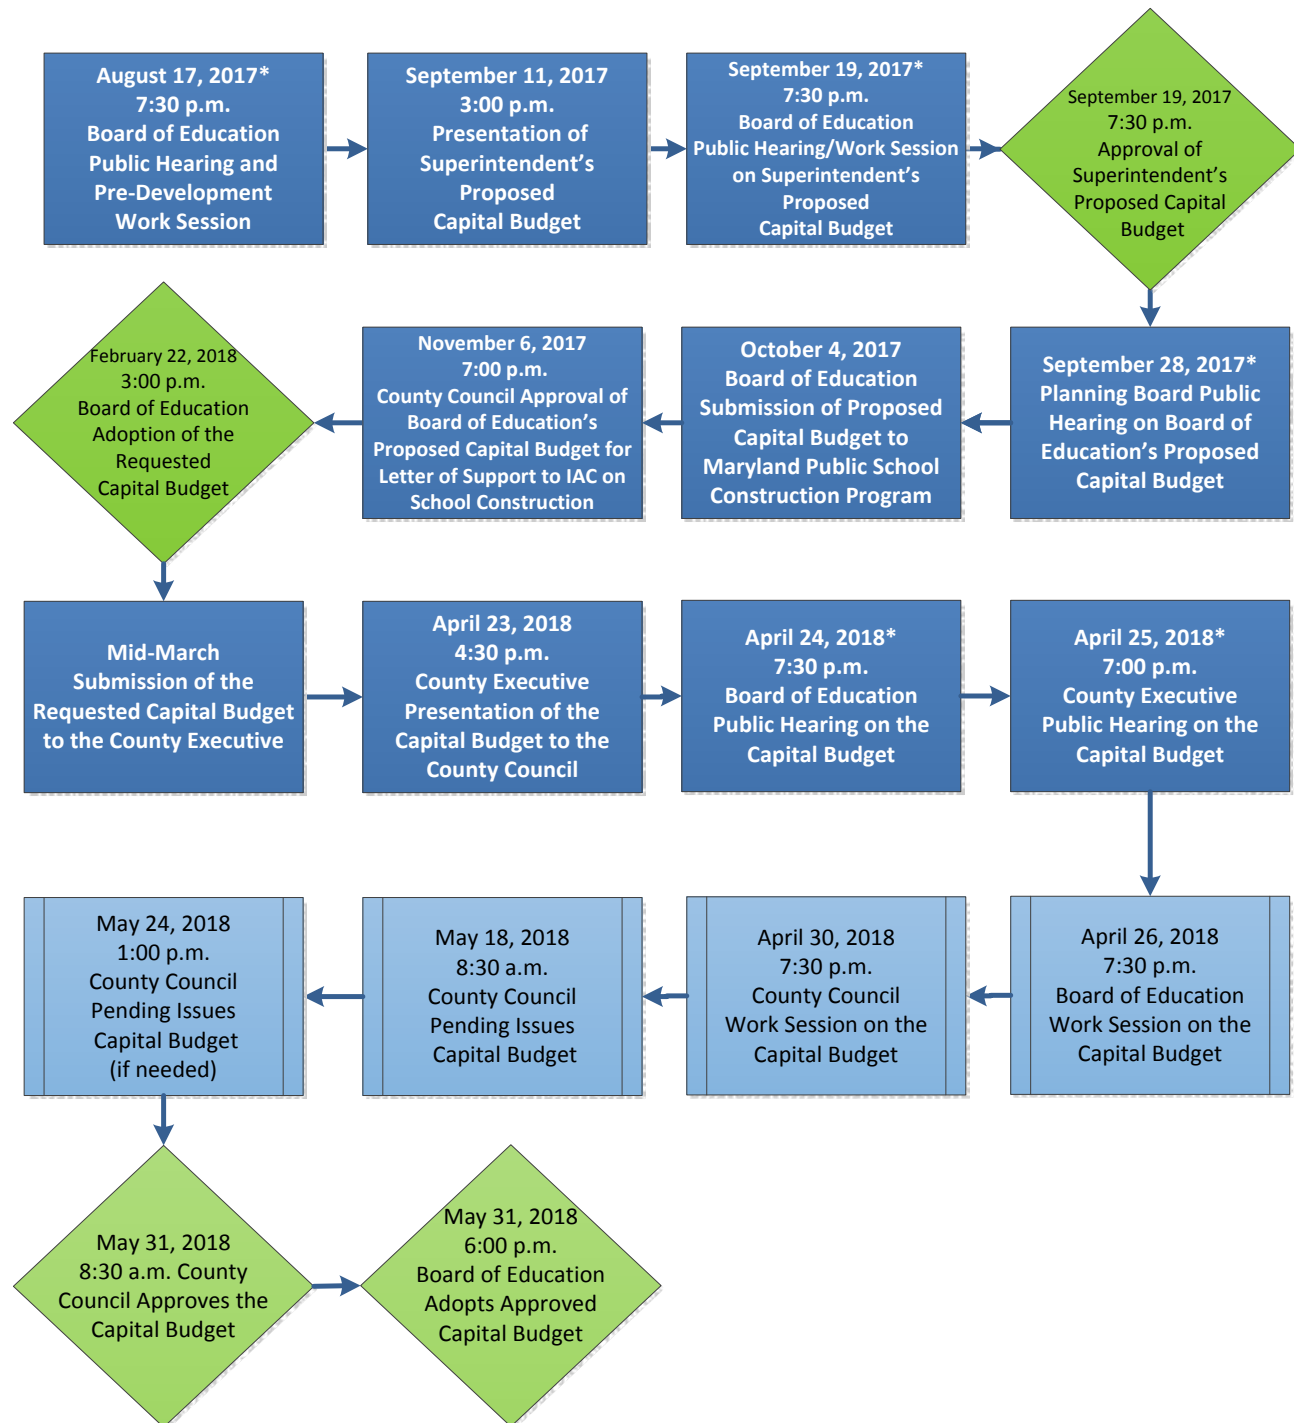 August 17, 2017*
7:30 p.m.
Board of Education
Public Hearing and
Pre-Development
Work Session
September 11, 2017
3:00 p.m.
Presentation of
Superintendent’s
Proposed
Capital Budget
September 19, 2017*
7:30 p.m.
Board of Education
Public Hearing/Work Session
on Superintendent’s
Proposed
Capital Budget
September 19, 2017
7:30 p.m.
Approval of
Superintendent’s
Proposed Capital
Budget
September 28, 2017*
Planning Board Public
Hearing on Board of
Education’s Proposed
Capital Budget
October 4, 2017
Board of Education
Submission of Proposed
Capital Budget to
Maryland Public School
Construction Program
November 6, 2017
7:00 p.m.
County Council Approval of
Board of Education’s
Proposed Capital Budget for
Letter of Support to IAC on
School Construction
February 22, 2018
3:00 p.m.
Board of Education
Adoption of the
Requested
Capital Budget
Mid-March
Submission of the
Requested Capital Budget
to the County Executive
April 23, 2018
4:30 p.m.
County Executive
Presentation of the
Capital Budget to the
County Council
April 24, 2018*
7:30 p.m.
Board of Education
Public Hearing on the
Capital Budget
April 25, 2018*
7:00 p.m.
County Executive
Public Hearing on the
Capital Budget
April 26, 2018
7:30 p.m.
Board of Education
Work Session on the
Capital Budget
April 30, 2018
7:30 p.m.
County Council
Work Session on the
Capital Budget
May 18, 2018
8:30 a.m.
County Council
Pending Issues
Capital Budget
May 24, 2018
1:00 p.m.
County Council
Pending Issues
Capital Budget
(if needed)
May 31, 2018
8:30 a.m. County
Council Approves the
Capital Budget
May 31, 2018
6:00 p.m.
Board of Education
Adopts Approved
Capital Budget